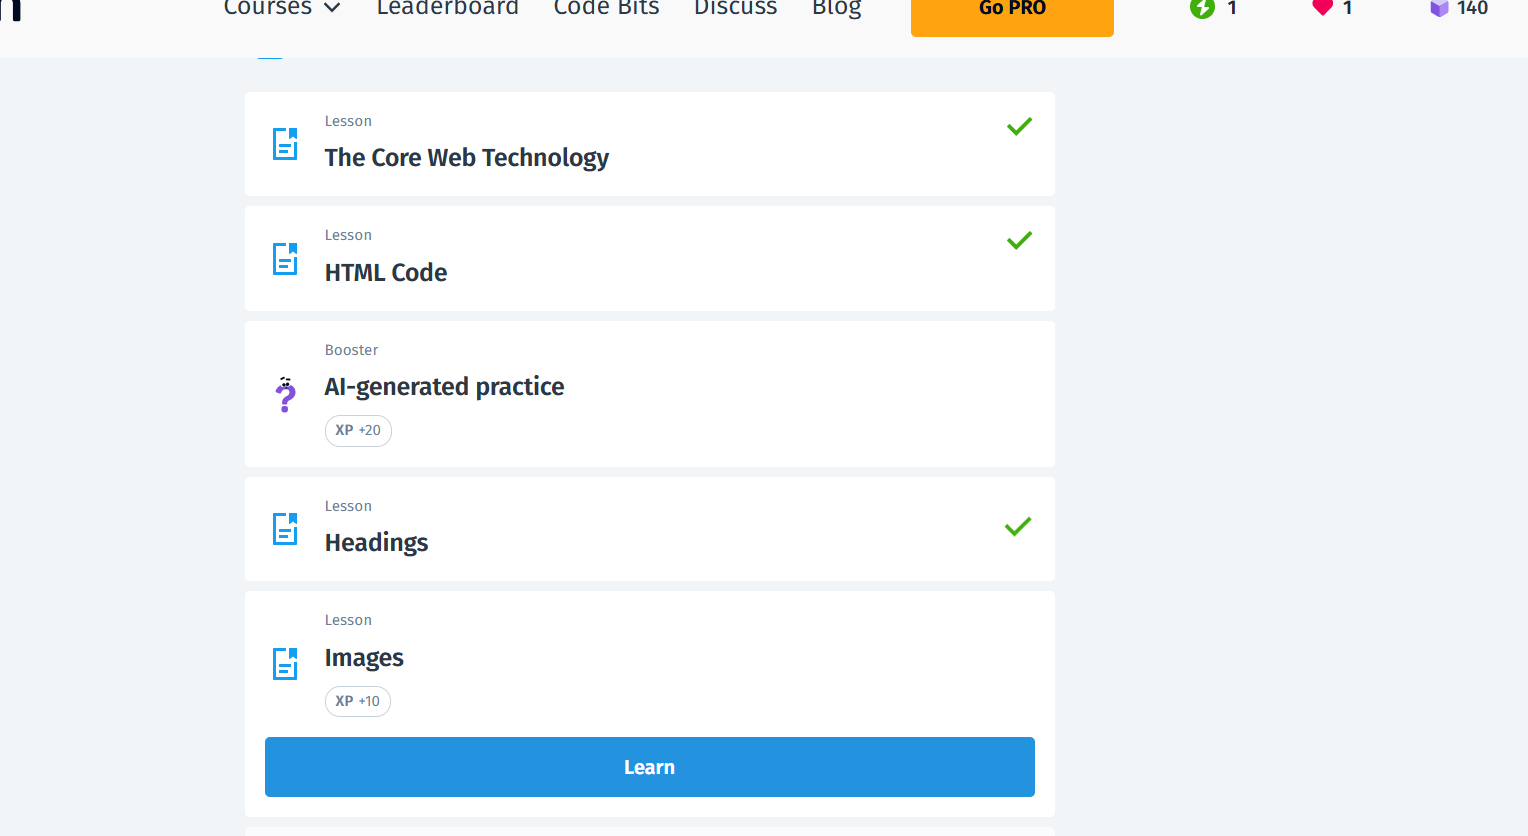 Courses Leaderboard Code Bits Discuss Blog Go PRO 1 1 140
Lesson
The Core Web Technology
Lesson
HTML Code
Booster
AI-generated practice
XP +20
Lesson
Headings
Lesson
Images
XP +10
Learn